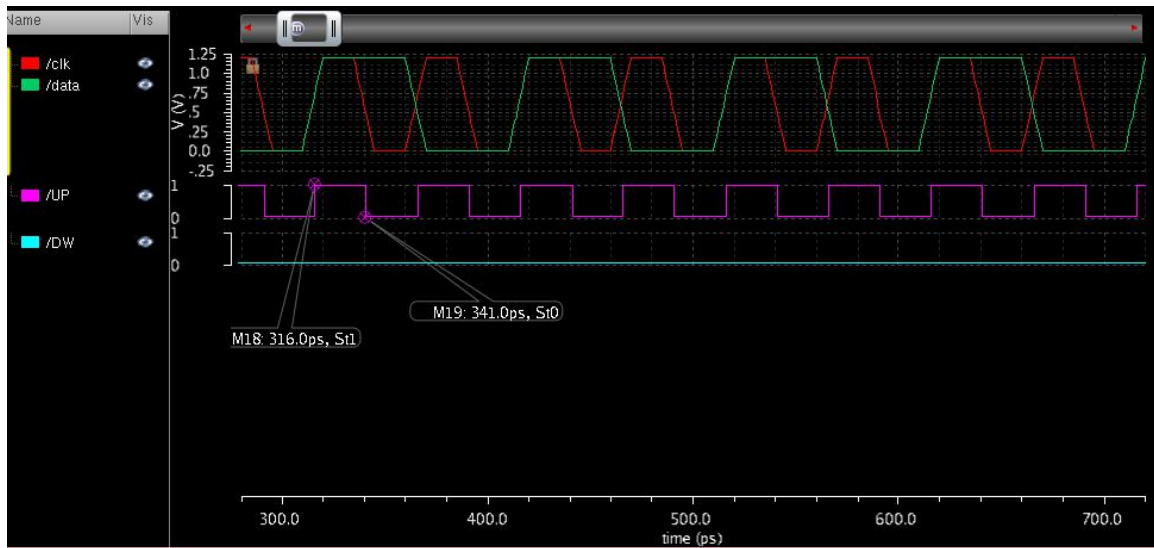 Name Vis
/clk
/data
/UP
/DW
1.25
1.0
.75
.5
.25
0.0
-.25
V (V)
1
0
1
0
M19: 341.0ps, St0
M18: 316.0ps, St1
300.0 400.0 500.0 600.0 700.0
time (ps)